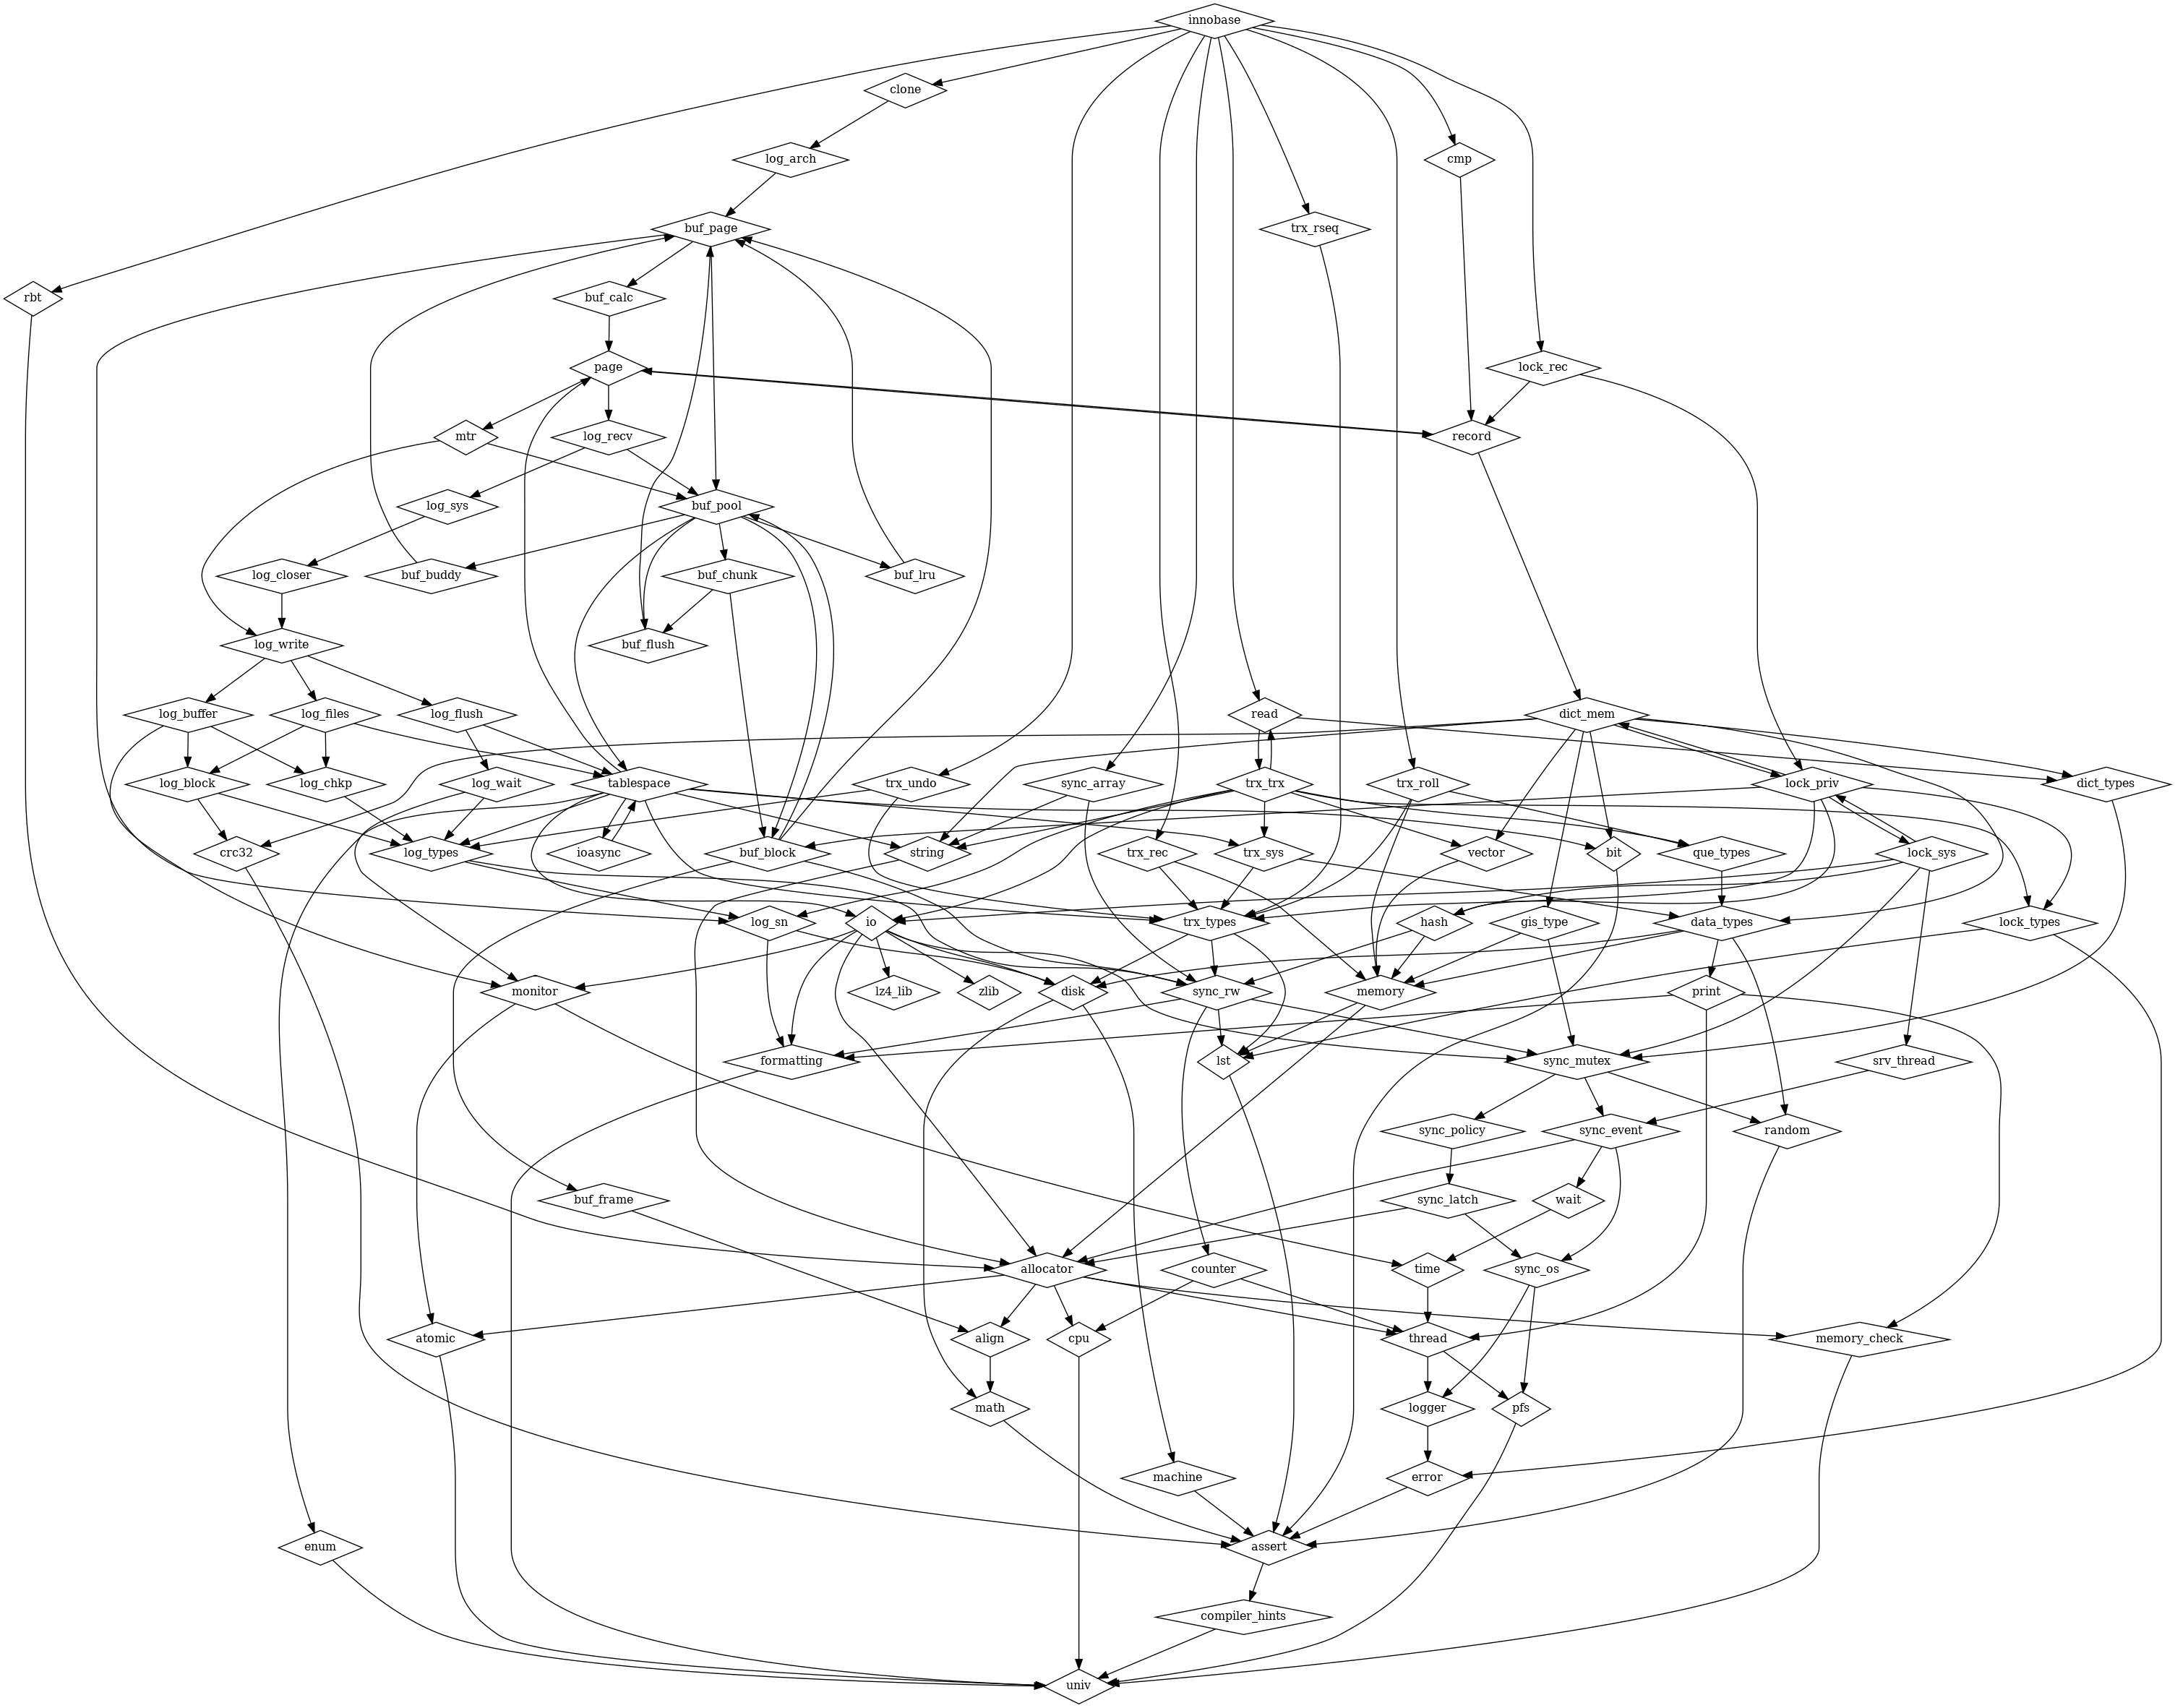 innobase
clone
log_arch
cmp
buf_page
trx_rseq
rbt
buf_calc
page
lock_rec
mtr
log_recv
record
log_sys
buf_pool
log_closer
buf_buddy
buf_chunk
buf_lru
log_write
buf_flush
log_buffer
log_files
log_flush
read
dict_mem
log_block
log_chkp
log_wait
tablespace
trx_undo
sync_array
trx_trx
trx_roll
lock_priv
dict_types
crc32
log_types
ioasync
buf_block
string
trx_rec
trx_sys
vector
bit
que_types
lock_sys
log_sn
io
trx_types
hash
gis_type
data_types
lock_types
monitor
lz4_lib
zlib
disk
sync_rw
memory
print
formatting
lst
sync_mutex
srv_thread
sync_policy
sync_event
random
buf_frame
sync_latch
wait
allocator
counter
time
sync_os
atomic
align
cpu
thread
memory_check
math
logger
pfs
machine
error
enum
assert
compiler_hints
univ